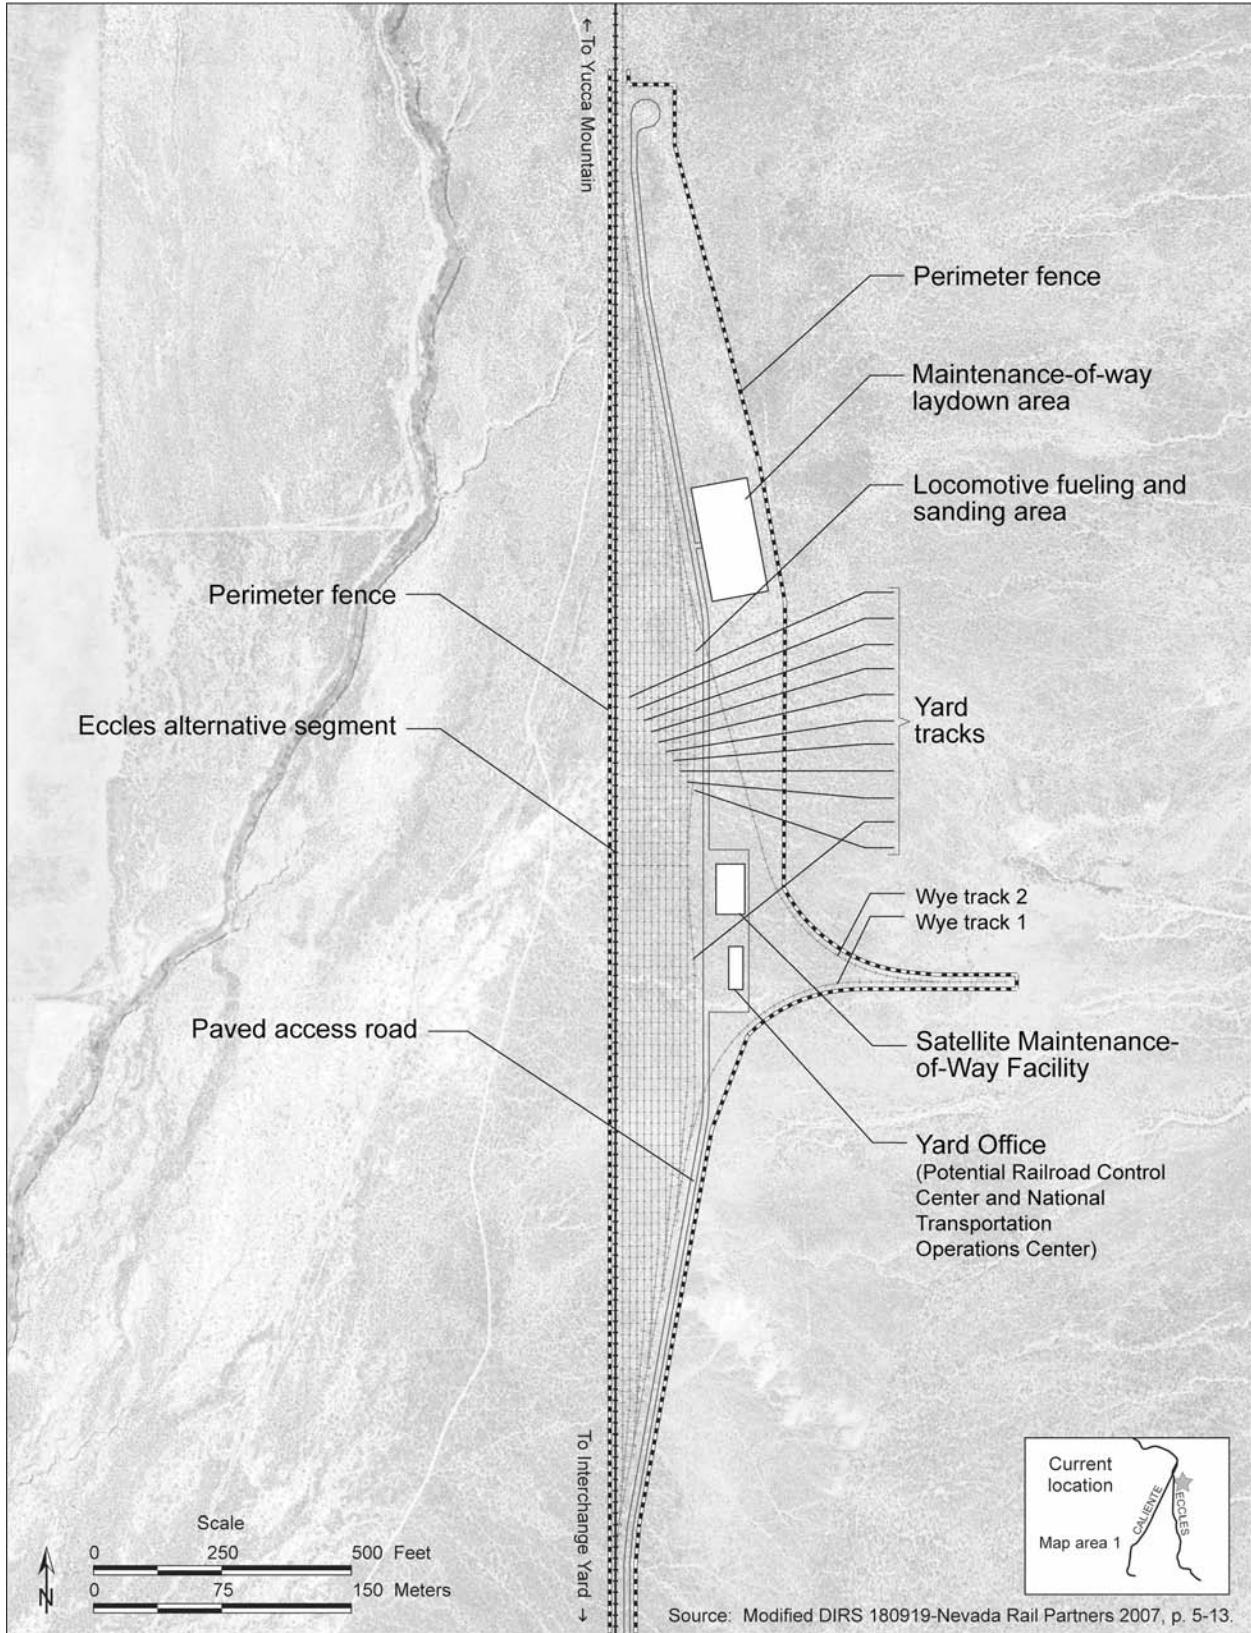 ← To Yucca Mountain
Perimeter fence
Maintenance-of-way
laydown area
Locomotive fueling and
sanding area
Perimeter fence
Yard
tracks
Eccles alternative segment
Wye track 2
Wye track 1
Paved access road
Satellite Maintenance-
of-Way Facility
Yard Office
(Potential Railroad Control
Center and National
Transportation
Operations Center)
To Interchange Yard →
Current
location
CALIENTE
ECCLES
Map area 1
Scale
0 250 500 Feet
0 75 150 Meters
N
Source: Modified DIRS 180919-Nevada Rail Partners 2007, p. 5-13.